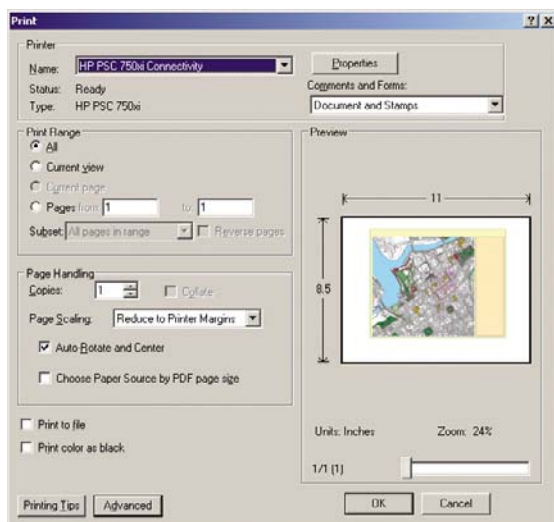 Print
Printer
Name: HP PSC 750xi Connectivity
Properties
Status: Ready
Comments and Forms:
Type: HP PSC 750xi
Document and Stamps
Print Range
All
Current view
Current page
Pages from: 1 to: 1
Subset: All pages in range
Reverse pages
Page Handling
Copies: 1
Collate
Page Scaling: Reduce to Printer Margins
Auto-Rotate and Center
Choose Paper Source by PDF page size
Print to file
Print color as black
Preview
11
8.5
Units: Inches Zoom: 24%
1/1 (1)
Printing Tips
Advanced
OK
Cancel